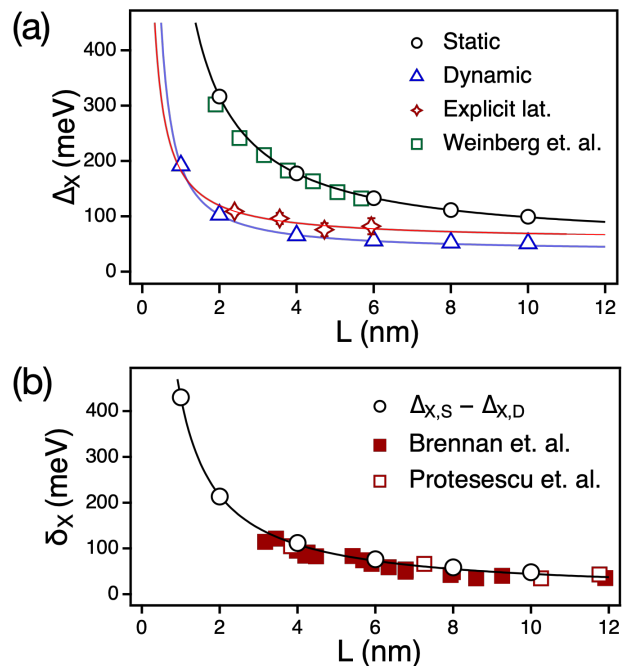 (a)
Δ_X (meV)
400
300
200
100
0
Static
Dynamic
Explicit lat.
Weinberg et. al.
0 2 4 6 8 10 12
L (nm)
(b)
δ_X (meV)
400
300
200
100
0
Δ_X,S − Δ_X,D
Brennan et. al.
Protesescu et. al.
0 2 4 6 8 10 12
L (nm)